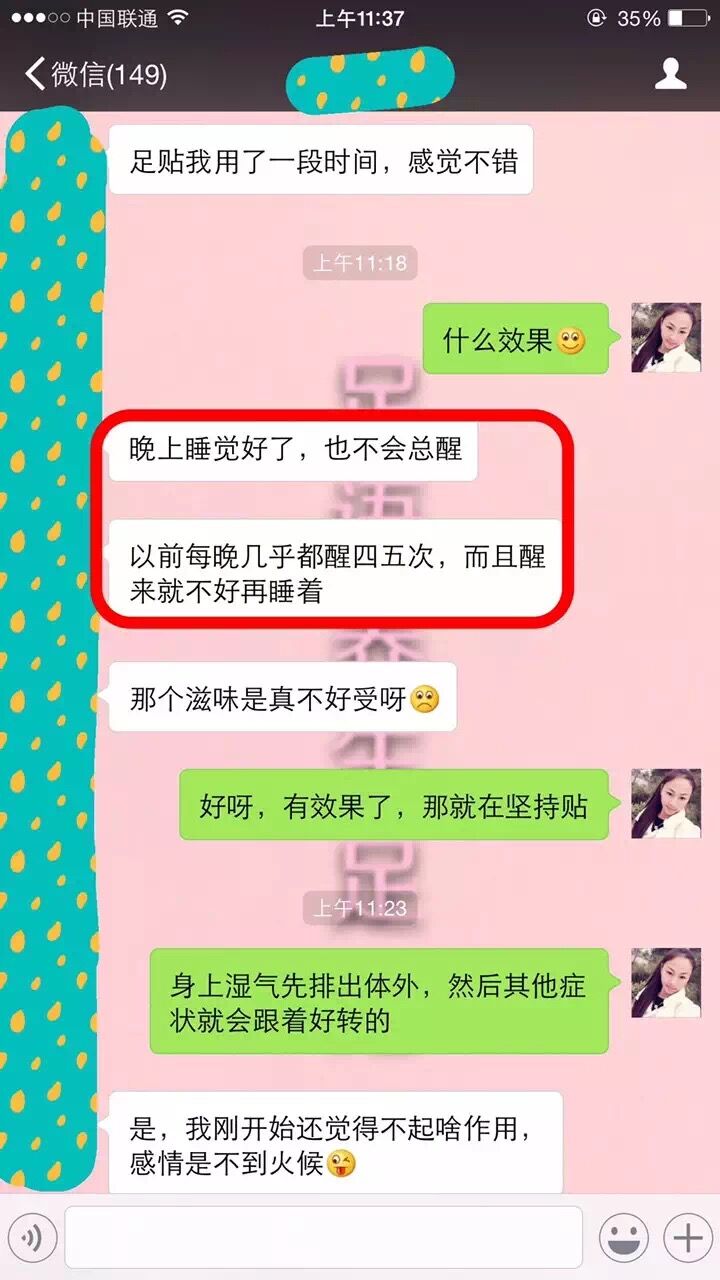 中国联通
上午11:37
35%
微信(149)
足贴我用了一段时间，感觉不错
上午11:18
什么效果
晚上睡觉好了，也不会总醒
以前每晚几乎都醒四五次，而且醒
来就不好再睡着
那个滋味是真不好受呀
好呀，有效果了，那就在坚持贴
上午11:23
身上湿气先排出体外，然后其他症
状就会跟着好转的
是，我刚开始还觉得不起啥作用，
感情是不到火候